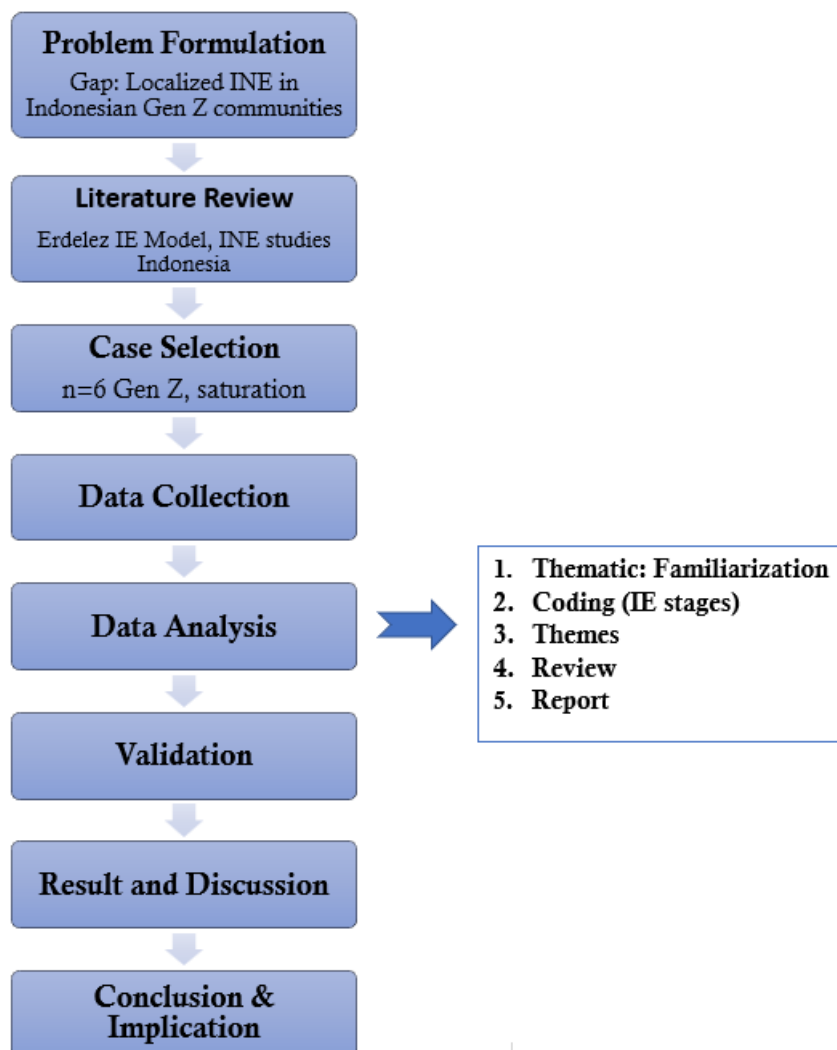 Problem Formulation
Gap: Localized INE in
Indonesian Gen Z communities
Literature Review
Erdelez IE Model, INE studies
Indonesia
Case Selection
n=6 Gen Z, saturation
Data Collection
Data Analysis
1. Thematic: Familiarization
2. Coding (IE stages)
3. Themes
4. Review
5. Report
Validation
Result and Discussion
Conclusion &
Implication